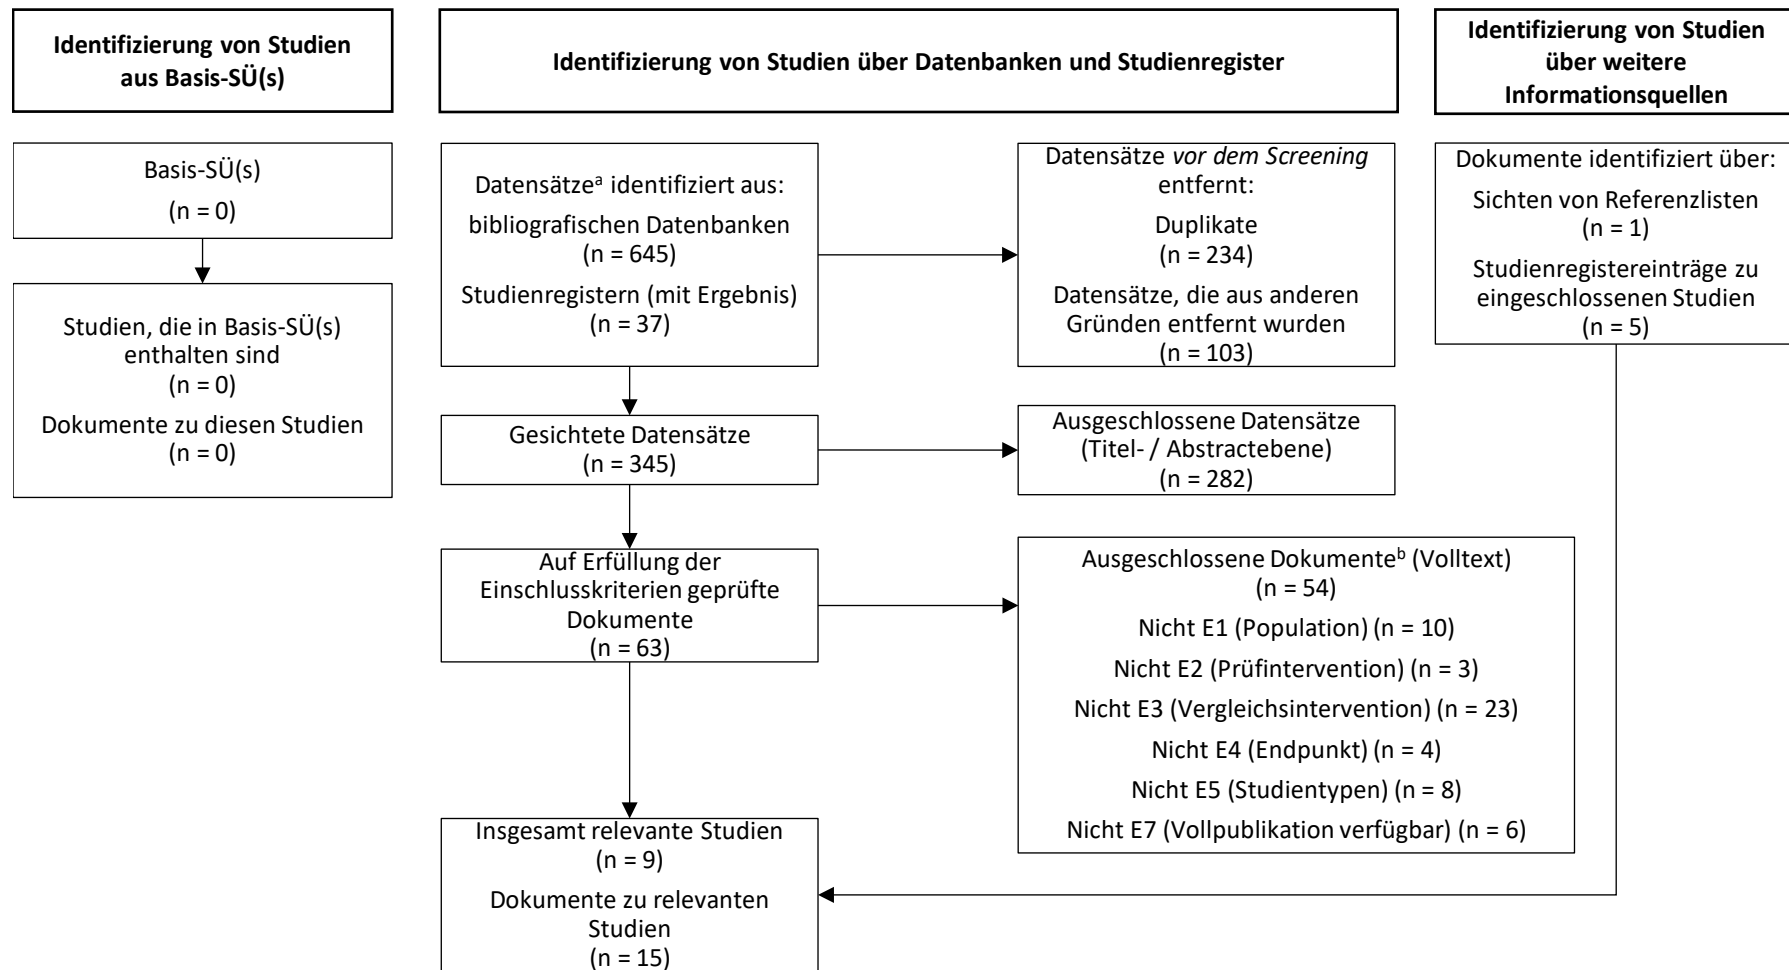 Identifizierung von Studien
aus Basis-SÜ(s)
Identifizierung von Studien über Datenbanken und Studienregister
Identifizierung von Studien
über weitere
Informationsquellen
Basis-SÜ(s)
(n = 0)
Studien, die in Basis-SÜ(s)
enthalten sind
(n = 0)
Dokumente zu diesen Studien
(n = 0)
Datensätzeᵃ identifiziert aus:
bibliografischen Datenbanken
(n = 645)
Studienregistern (mit Ergebnis)
(n = 37)
Datensätze vor dem Screening
entfernt:
Duplikate
(n = 234)
Datensätze, die aus anderen
Gründen entfernt wurden
(n = 103)
Gesichtete Datensätze
(n = 345)
Ausgeschlossene Datensätze
(Titel- / Abstractebene)
(n = 282)
Auf Erfüllung der
Einschlusskriterien geprüfte
Dokumente
(n = 63)
Ausgeschlossene Dokumenteᵇ (Volltext)
(n = 54)
Nicht E1 (Population) (n = 10)
Nicht E2 (Prüfintervention) (n = 3)
Nicht E3 (Vergleichsintervention) (n = 23)
Nicht E4 (Endpunkt) (n = 4)
Nicht E5 (Studientypen) (n = 8)
Nicht E7 (Vollpublikation verfügbar) (n = 6)
Dokumente identifiziert über:
Sichten von Referenzlisten
(n = 1)
Studienregistereinträge zu
eingeschlossenen Studien
(n = 5)
Insgesamt relevante Studien
(n = 9)
Dokumente zu relevanten
Studien
(n = 15)